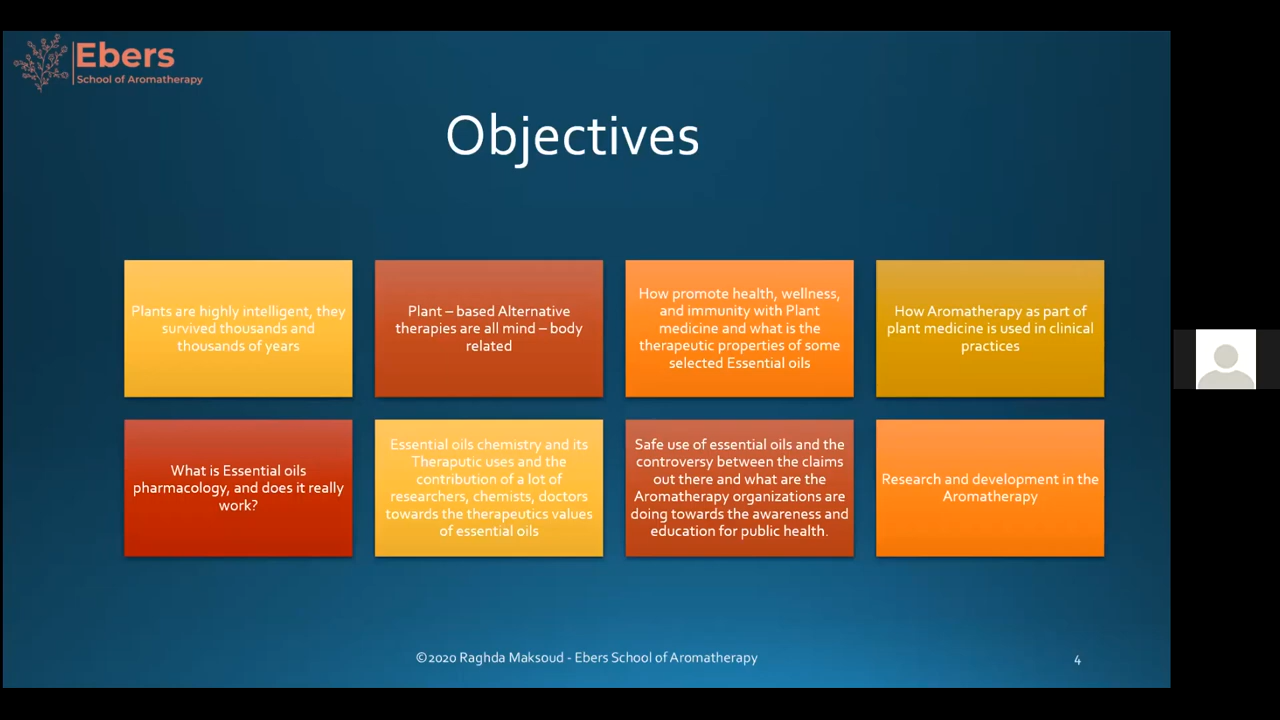 Ebers
School of Aromatherapy
Objectives
Plants are highly intelligent, they
survived thousands and
thousands of years
Plant – based Alternative
therapies are all mind – body
related
How promote health, wellness,
and immunity with Plant
medicine and what is the
therapeutic properties of some
selected Essential oils
How Aromatherapy as part of
plant medicine is used in clinical
practices
What is Essential oils
pharmacology, and does it really
work?
Essential oils chemistry and its
Theraputic uses and the
contribution of a lot of
researchers, chemists, doctors
towards the therapeutics values
of essential oils
Safe use of essential oils and the
controversy between the claims
out there and what are the
Aromatherapy organizations are
doing towards the awareness and
education for public health.
Research and development in the
Aromatherapy
©2020 Raghda Maksoud - Ebers School of Aromatherapy
4